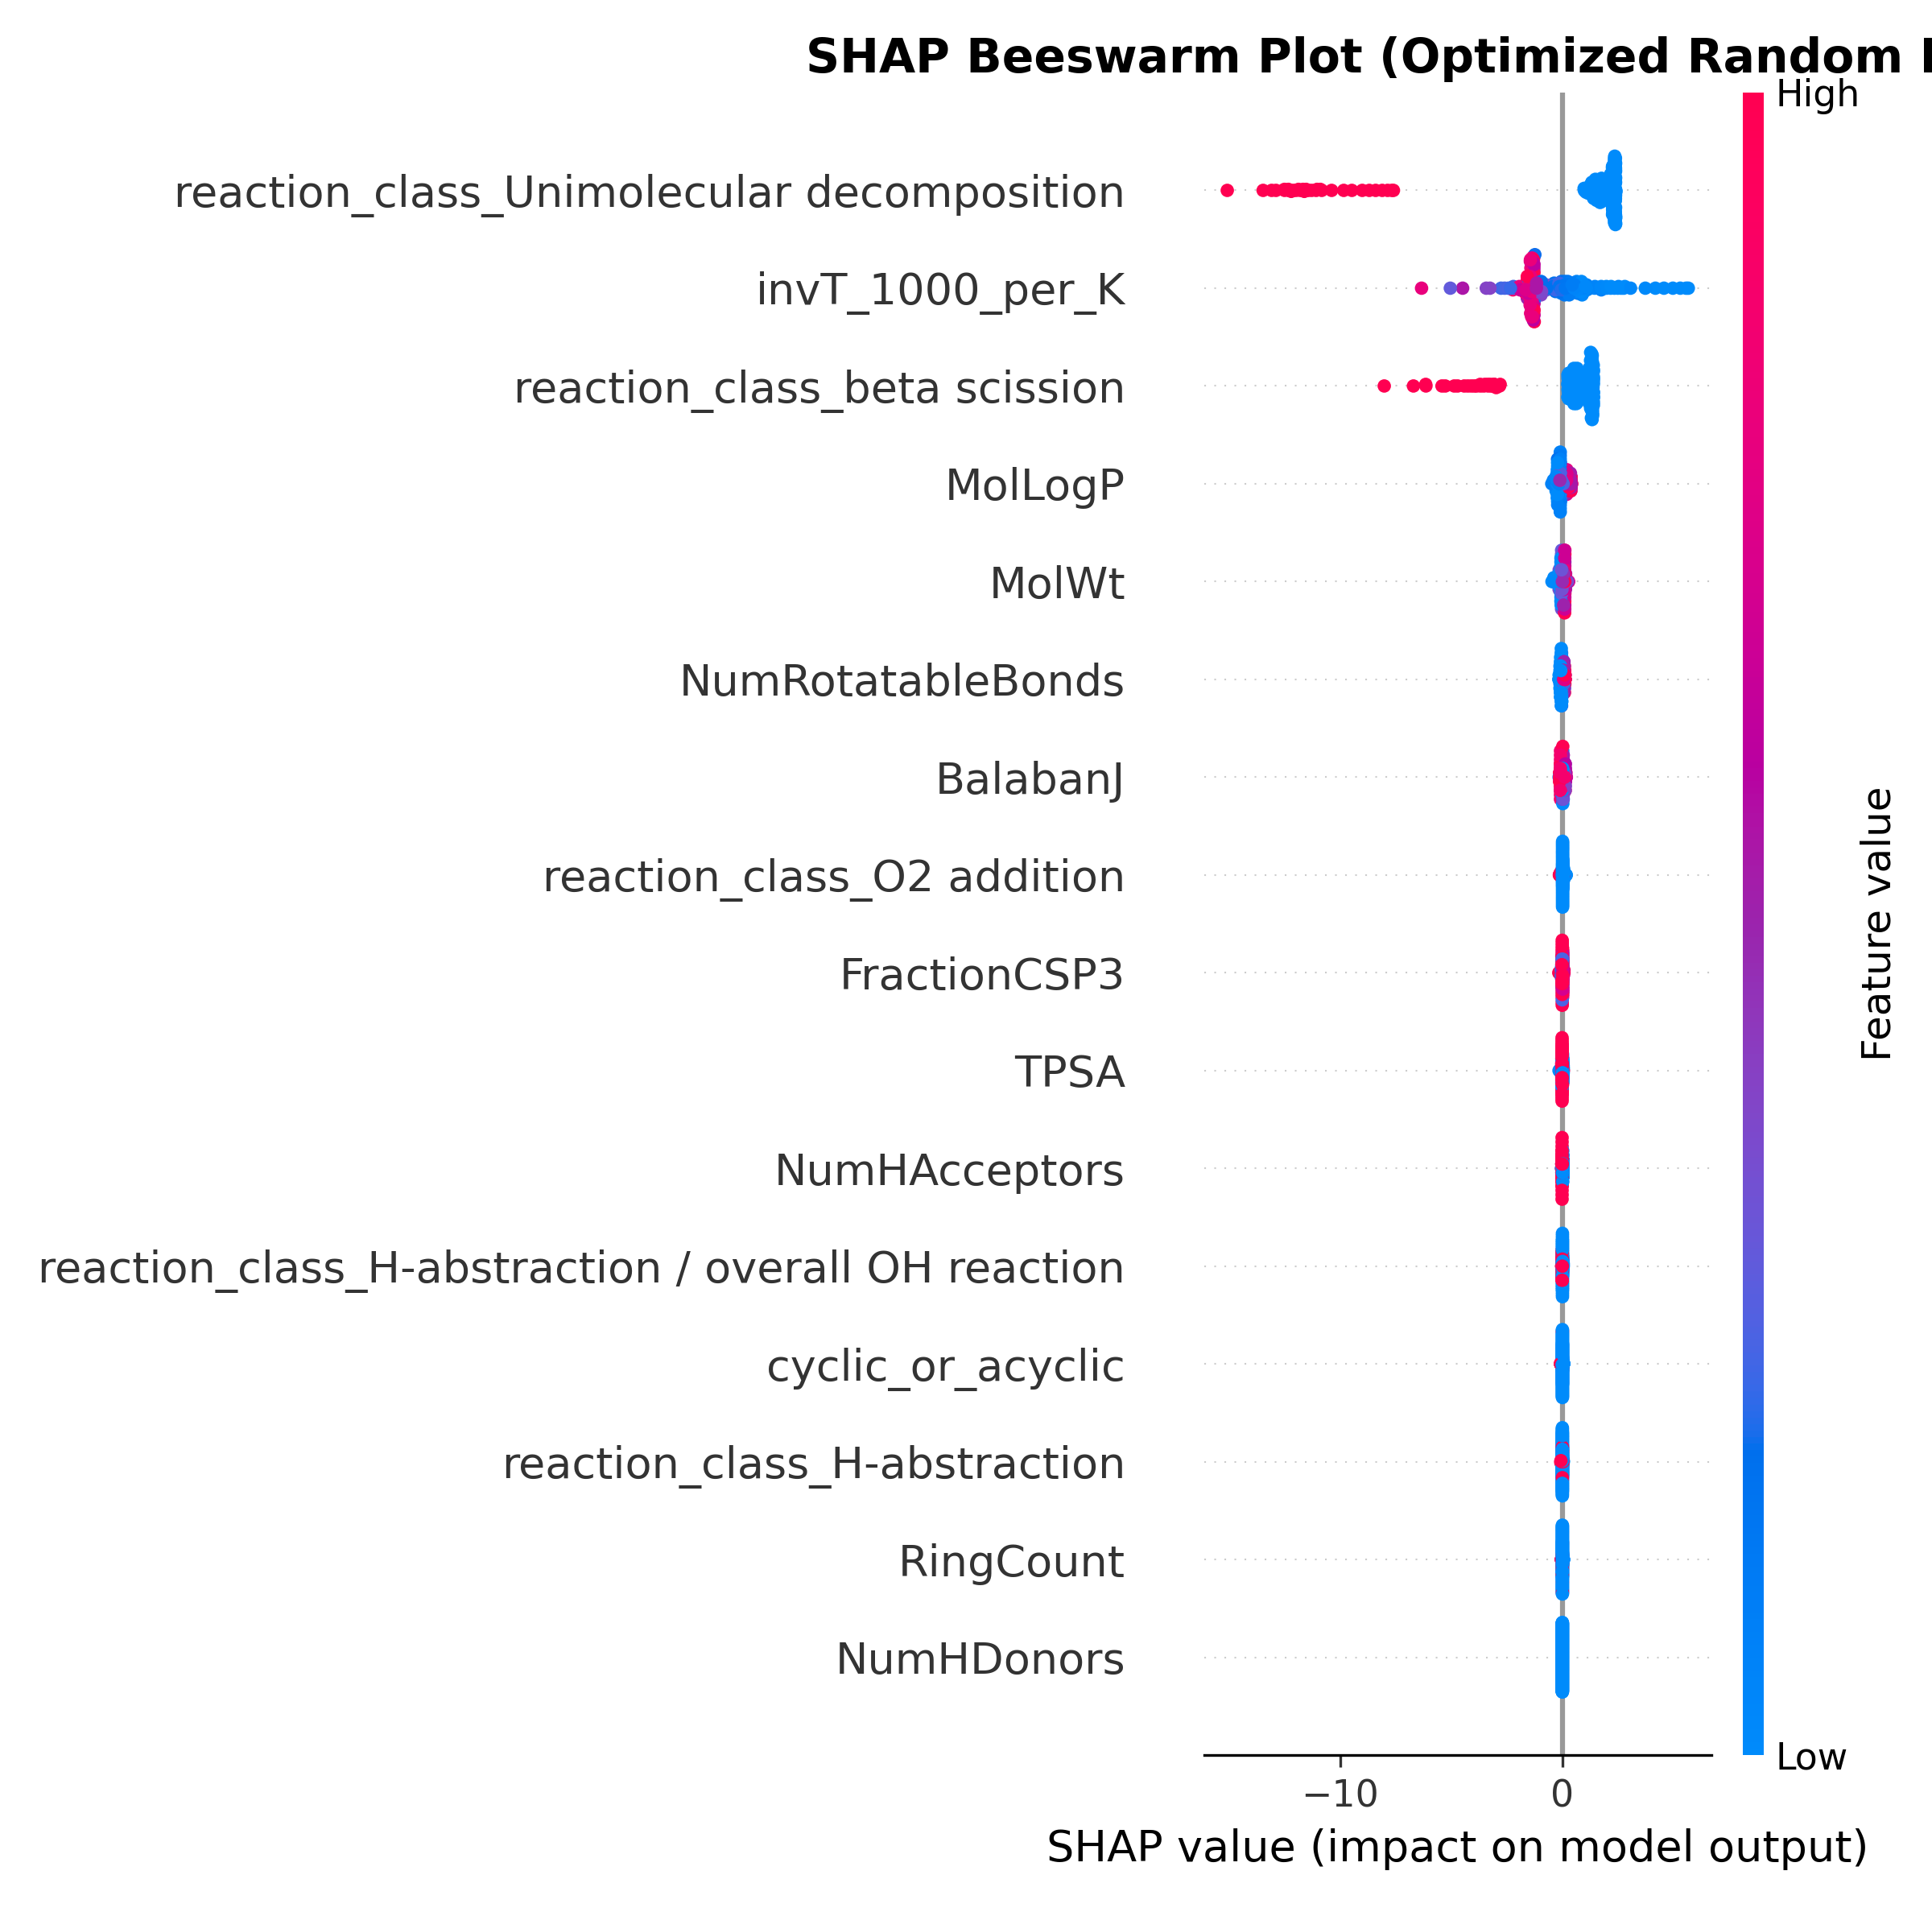 SHAP Beeswarm Plot (Optimized Random
High
reaction_class_Unimolecular decomposition
invT_1000_per_K
reaction_class_beta scission
MolLogP
MolWt
NumRotatableBonds
BalabanJ
reaction_class_O2 addition
FractionCSP3
TPSA
NumHAcceptors
reaction_class_H-abstraction / overall OH reaction
cyclic_or_acyclic
reaction_class_H-abstraction
RingCount
NumHDonors
Feature value
Low
−10 0
SHAP value (impact on model output)